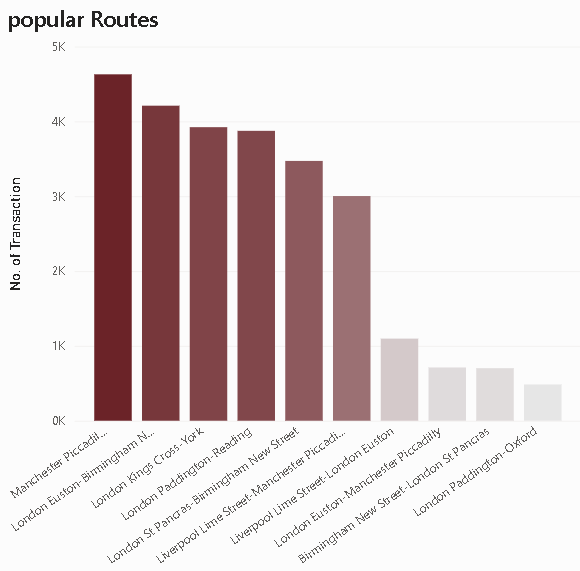 popular Routes
5K
4K
3K
2K
1K
0K
No. of Transaction
Manchester Piccadil...
London Euston-Birmingham N...
London Kings Cross-York
London Paddington-Reading
London St Pancras-Birmingham New Street
Liverpool Lime Street-Manchester Piccadi...
Liverpool Lime Street-London Euston
London Euston-Manchester Piccadilly
Birmingham New Street-London St Pancras
London Paddington-Oxford